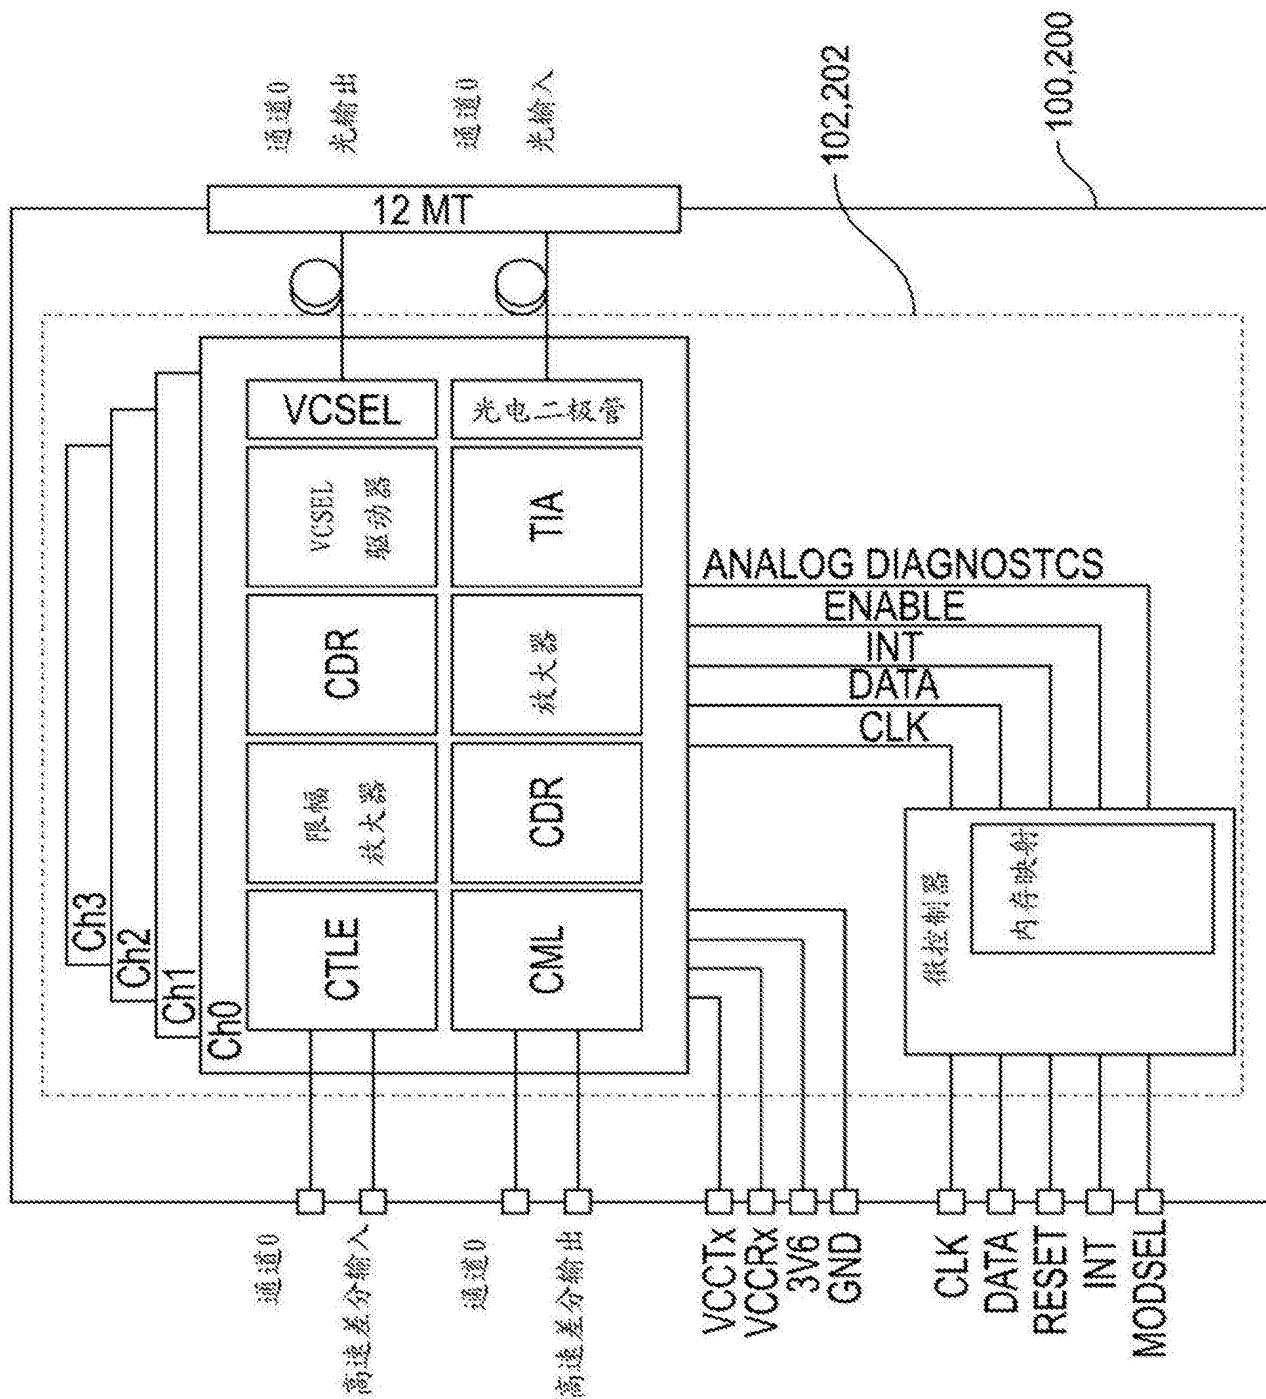 通道0
光输出
通道0
光输入
12 MT
102,202
100,200
VCSEL
光电二极管
VCSEL
驱动器
TIA
CDR
放大器
限幅
放大器
CDR
CTLE
CML
Ch3
Ch2
Ch1
Ch0
ANALOG DIAGNOSTCS
ENABLE
INT
DATA
CLK
微控制器
内存映射
通道0
高速差分输入
通道0
高速差分输出
VCCTx
VCCRx
3V6
GND
CLK
DATA
RESET
INT
MODSEL